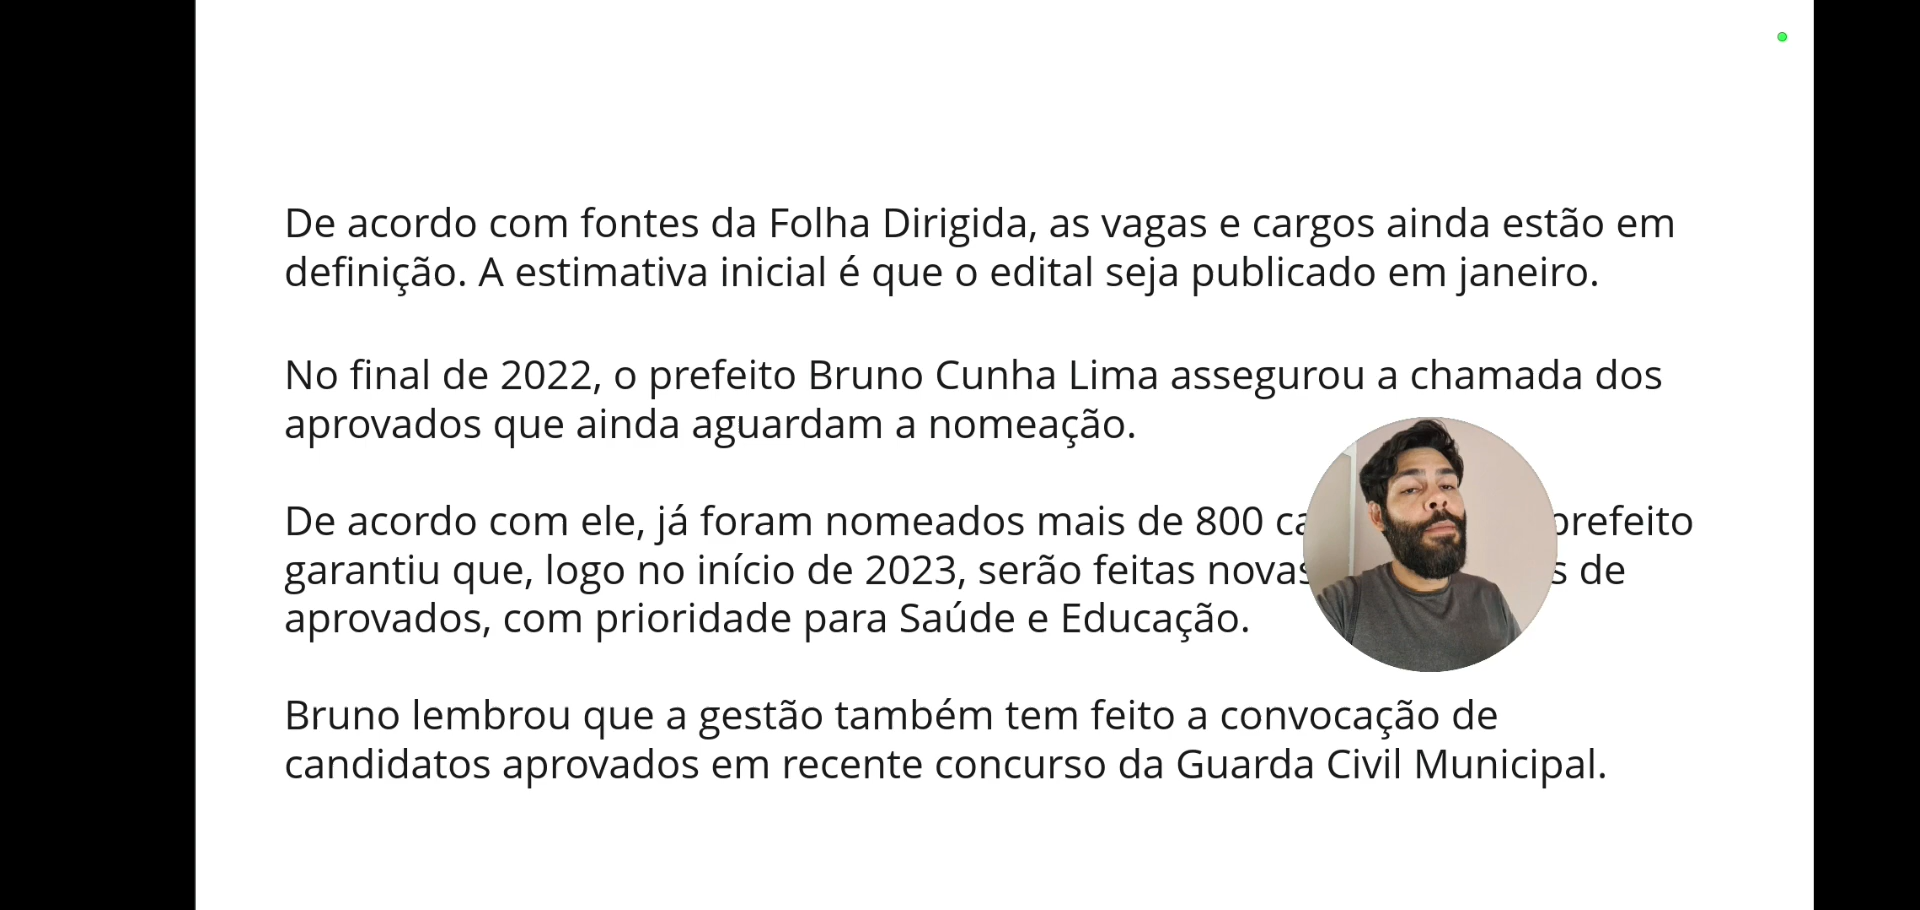 De acordo com fontes da Folha Dirigida, as vagas e cargos ainda estão em
definição. A estimativa inicial é que o edital seja publicado em janeiro.
No final de 2022, o prefeito Bruno Cunha Lima assegurou a chamada dos
aprovados que ainda aguardam a nomeação.
De acordo com ele, já foram nomeados mais de 800 prefeito
garantiu que, logo no início de 2023, serão feitas novas de
aprovados, com prioridade para Saúde e Educação.
Bruno lembrou que a gestão também tem feito a convocação de
candidatos aprovados em recente concurso da Guarda Civil Municipal.